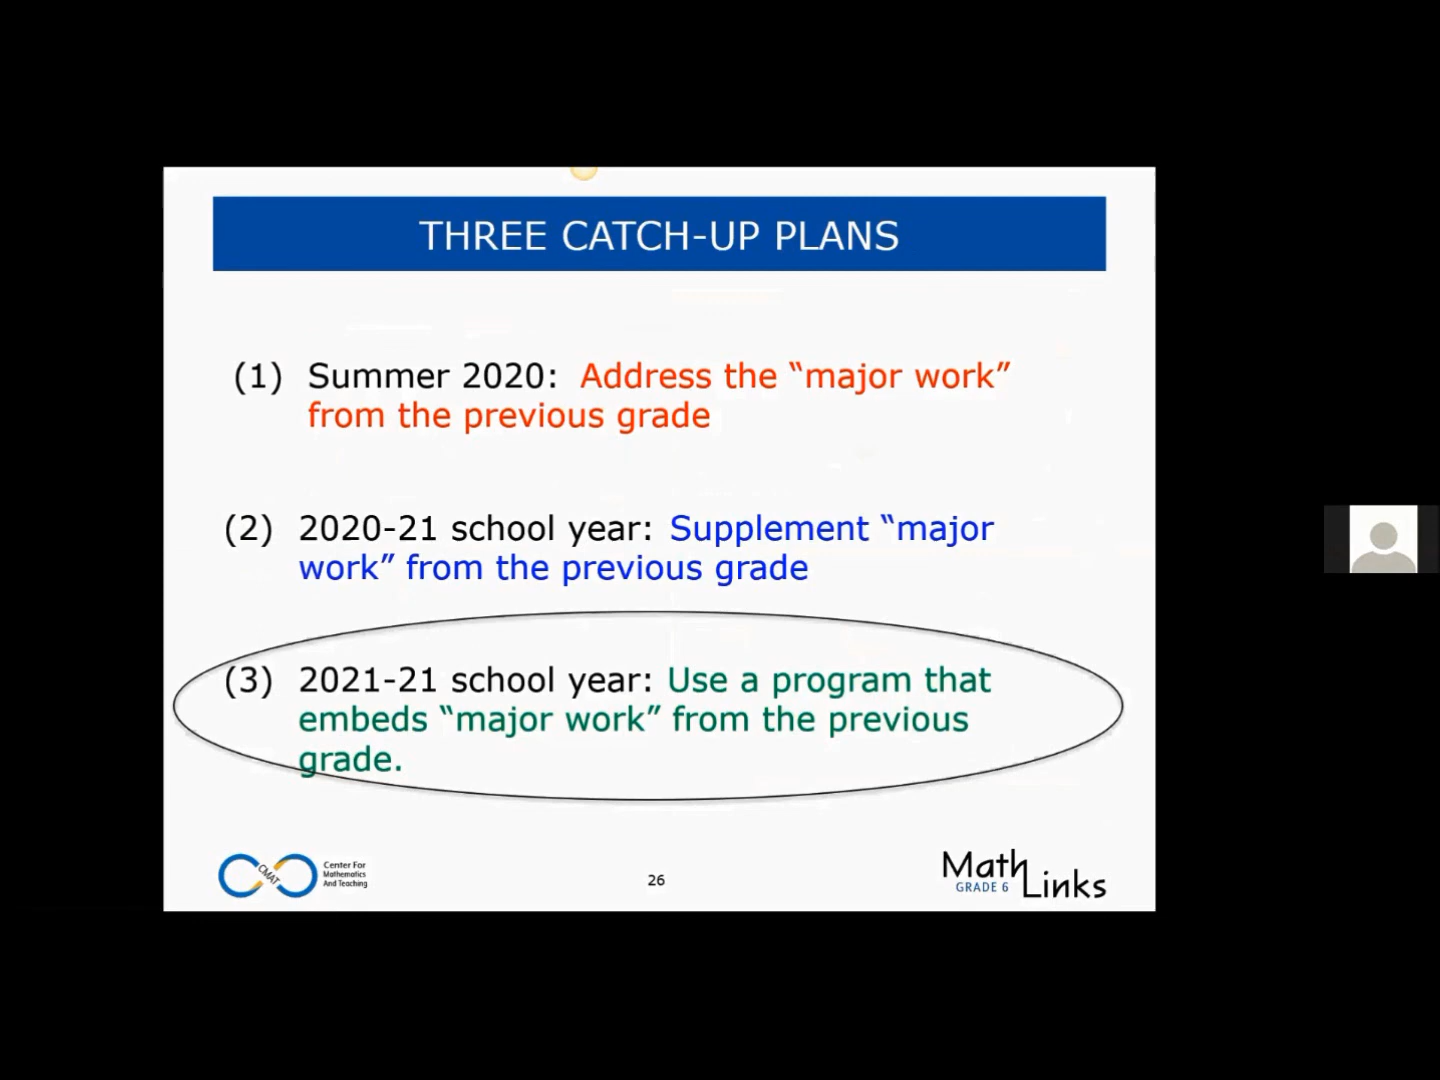 THREE CATCH-UP PLANS
(1) Summer 2020: Address the “major work”
from the previous grade
(2) 2020-21 school year: Supplement “major
work” from the previous grade
(3) 2021-21 school year: Use a program that
embeds “major work” from the previous
grade.
CMAT
Center For
Mathematics
And Teaching
26
Math
GRADE 6 Links